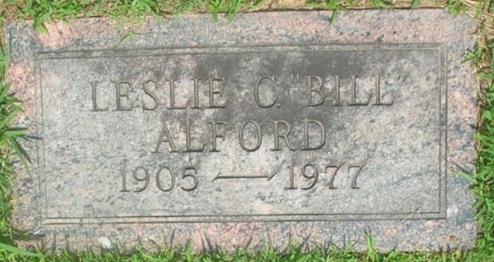 LESLIE C. "BILL"
ALFORD
1905 — 1977